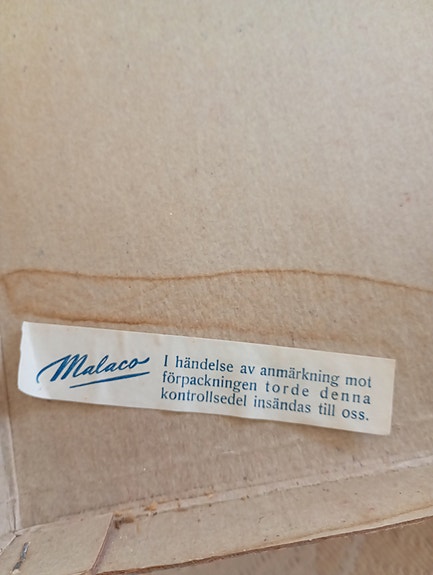 Malaco
I händelse av anmärkning mot
förpackningen torde denna
kontrollsedel insändas till oss.